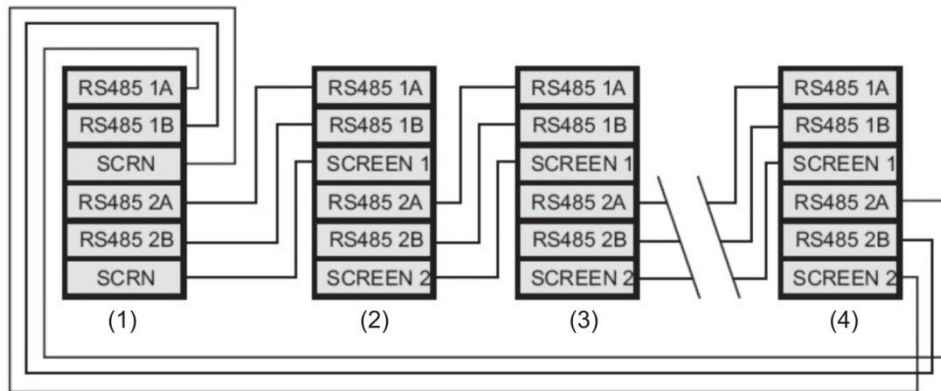 RS485 1A
RS485 1B
SCRN
RS485 2A
RS485 2B
SCRN
(1)
RS485 1A
RS485 1B
SCREEN 1
RS485 2A
RS485 2B
SCREEN 2
(2)
RS485 1A
RS485 1B
SCREEN 1
RS485 2A
RS485 2B
SCREEN 2
(3)
RS485 1A
RS485 1B
SCREEN 1
RS485 2A
RS485 2B
SCREEN 2
(4)